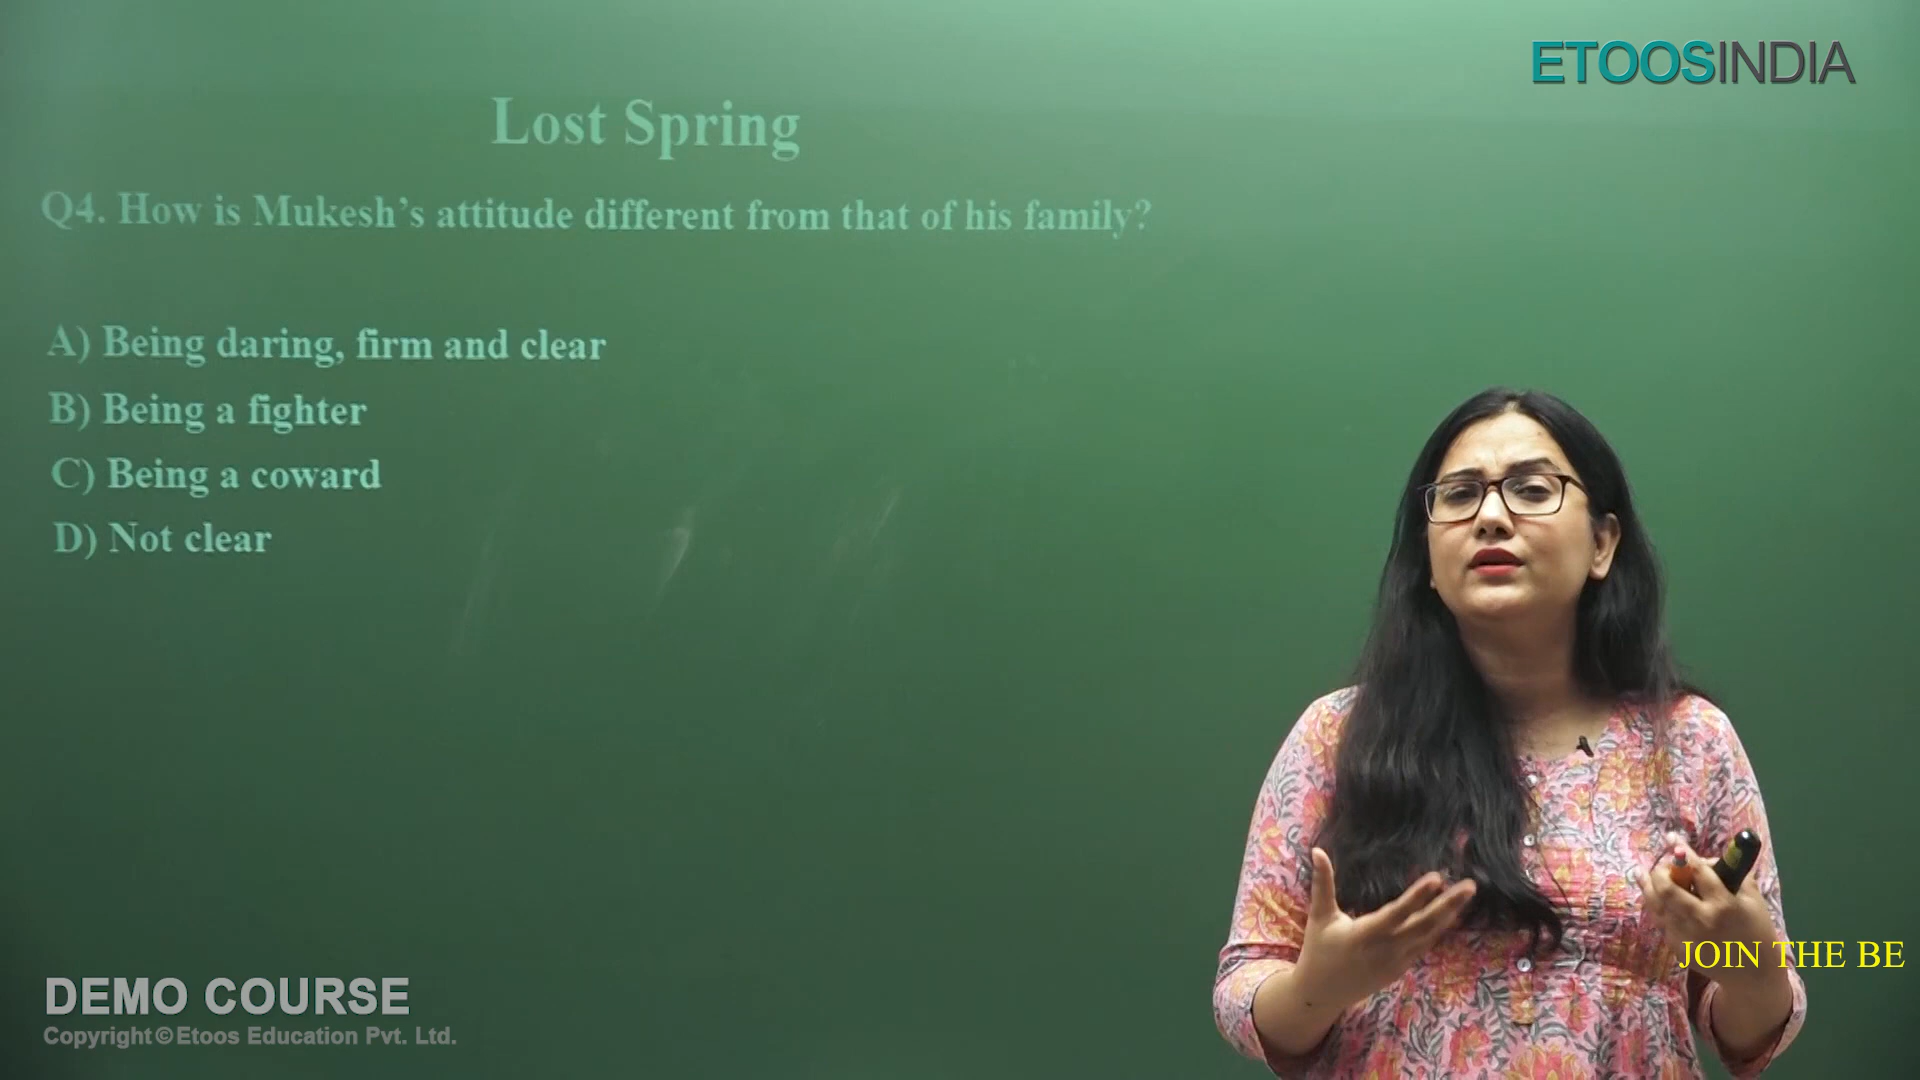 ETOOSINDIA
Lost Spring
Q4. How is Mukesh’s attitude different from that of his family?
A) Being daring, firm and clear
B) Being a fighter
C) Being a coward
D) Not clear
JOIN THE BE
DEMO COURSE
Copyright © Etoos Education Pvt. Ltd.